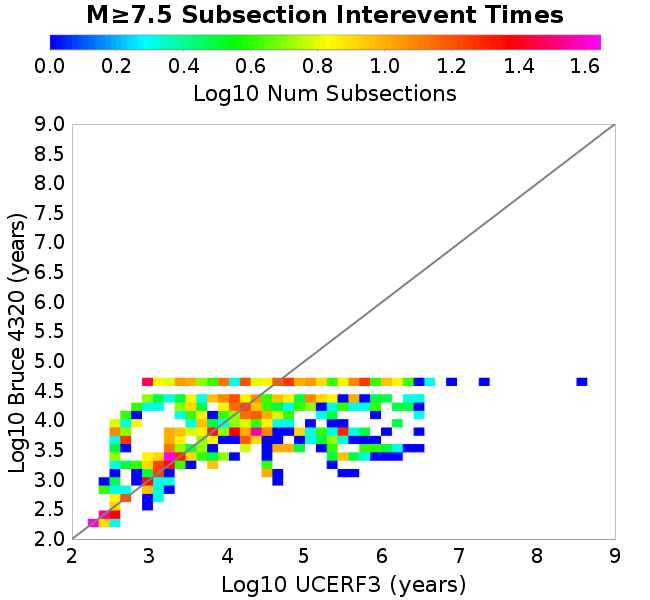 M≥7.5 Subsection Interevent Times
0.0 0.2 0.4 0.6 0.8 1.0 1.2 1.4 1.6
Log10 Num Subsections
9.0
8.5
8.0
7.5
7.0
6.5
6.0
5.5
5.0
4.5
4.0
3.5
3.0
2.5
2.0
Log10 Bruce 4320 (years)
2 3 4 5 6 7 8 9
Log10 UCERF3 (years)